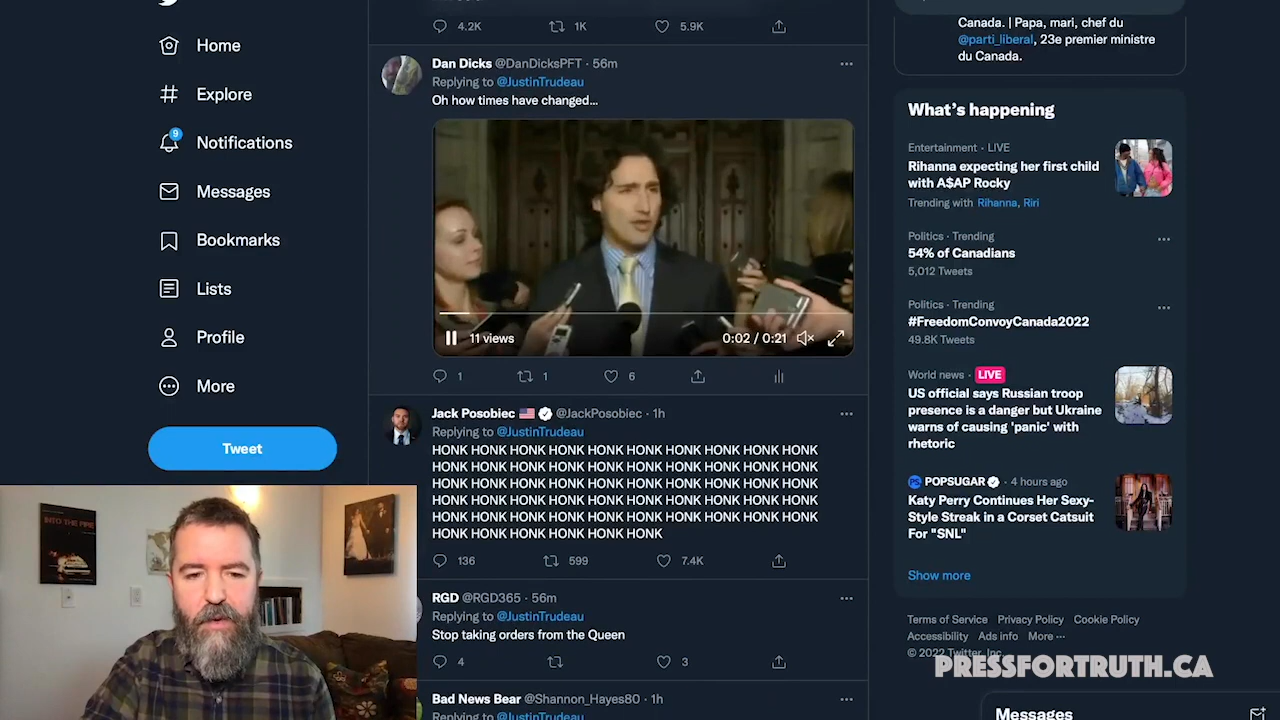 Home
Explore
9
Notifications
Messages
Bookmarks
Lists
Profile
More
Tweet
INTO THE FIRE
4.2K 1K 5.9K
Dan Dicks @DanDicksPFT · 56m
Replying to @JustinTrudeau
Oh how times have changed...
11 views 0:02 / 0:21
1 1 6
Jack Posobiec @JackPosobiec · 1h
Replying to @JustinTrudeau
HONK HONK HONK HONK HONK HONK HONK HONK HONK HONK
HONK HONK HONK HONK HONK HONK HONK HONK HONK HONK
HONK HONK HONK HONK HONK HONK HONK HONK HONK HONK
HONK HONK HONK HONK HONK HONK HONK HONK HONK HONK
HONK HONK HONK HONK HONK HONK HONK HONK HONK HONK
HONK HONK HONK HONK HONK HONK
136 599 7.4K
RGD @RGD365 · 56m
Replying to @JustinTrudeau
Stop taking orders from the Queen
4 3
Bad News Bear @Shannon_Hayes80 · 1h
Replying to @JustinTrudeau
Canada. | Papa, mari, chef du
@parti_liberal, 23e premier ministre
du Canada.
What's happening
Entertainment · LIVE
Rihanna expecting her first child
with A$AP Rocky
Trending with Rihanna, Riri
Politics · Trending
54% of Canadians
5,012 Tweets
Politics · Trending
#FreedomConvoyCanada2022
49.8K Tweets
World news · LIVE
US official says Russian troop
presence is a danger but Ukraine
warns of causing 'panic' with
rhetoric
POPSUGAR · 4 hours ago
Katy Perry Continues Her Sexy-
Style Streak in a Corset Catsuit
For "SNL"
Show more
Terms of Service Privacy Policy Cookie Policy
Accessibility Ads info More ···
© 2022 Twitter, Inc.
PRESSFORTRUTH.CA
Messages